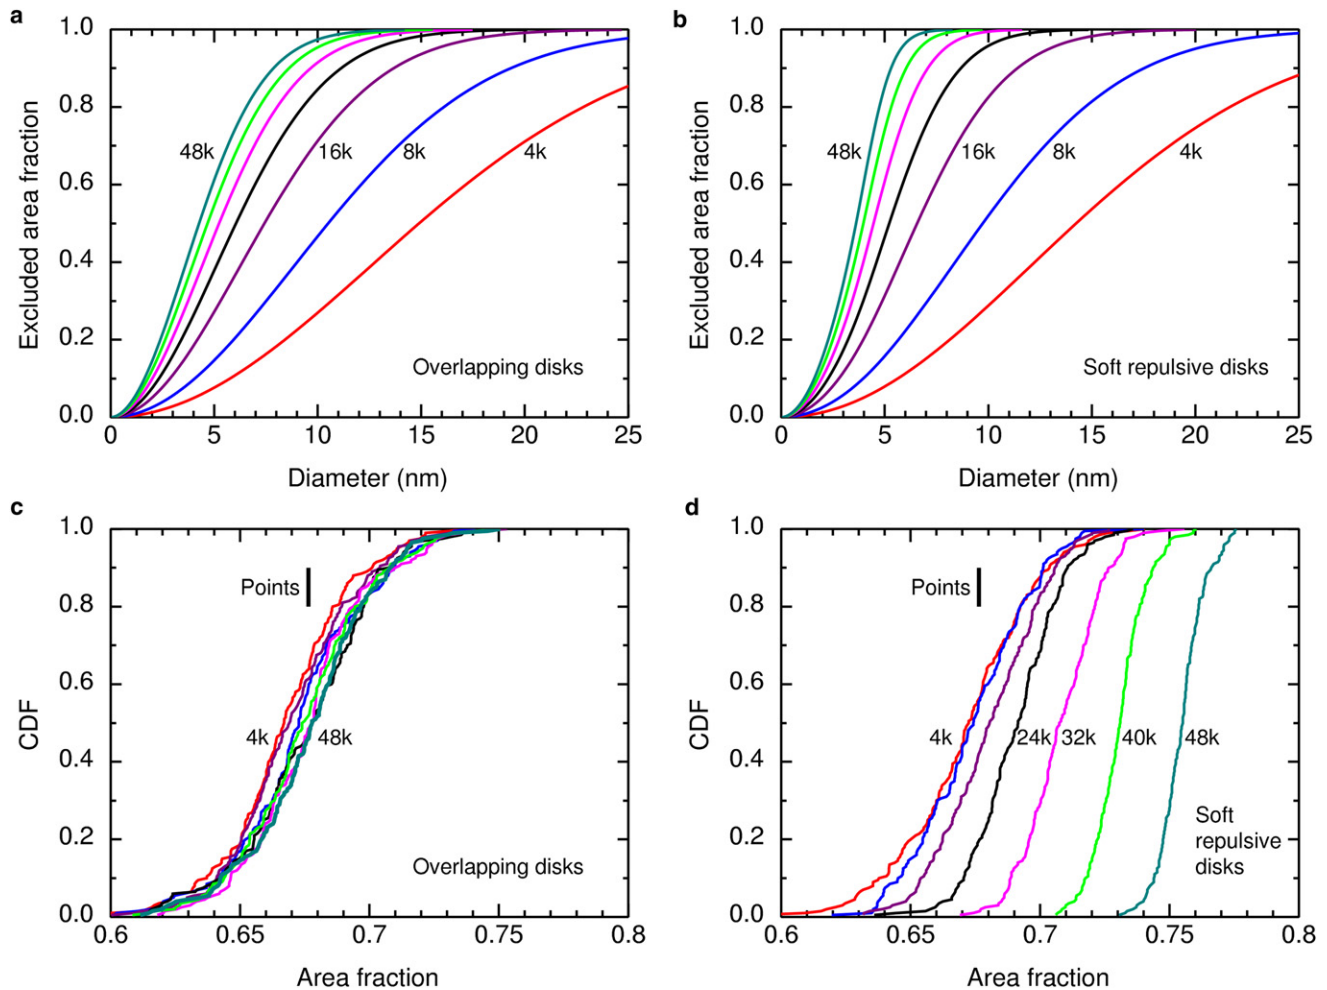 a
1.0
0.8
0.6
0.4
0.2
0.0
Excluded area fraction
48k
16k
8k
4k
Overlapping disks
0
5
10
15
20
25
Diameter (nm)
b
1.0
0.8
0.6
0.4
0.2
0.0
Excluded area fraction
48k
16k
8k
4k
Soft repulsive disks
0
5
10
15
20
25
Diameter (nm)
c
1.0
0.8
0.6
0.4
0.2
0.0
CDF
Points
4k
48k
Overlapping disks
0.6
0.65
0.7
0.75
0.8
Area fraction
d
1.0
0.8
0.6
0.4
0.2
0.0
CDF
Points
4k
24k
32k
40k
48k
Soft
repulsive
disks
0.6
0.65
0.7
0.75
0.8
Area fraction